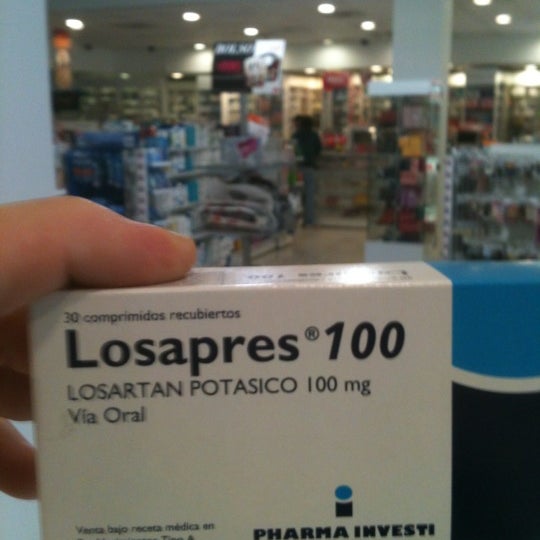 30 comprimidos recubiertos
Losapres® 100
LOSARTAN POTASICO 100 mg
Vía Oral
Venta bajo receta médica en
PHARMA INVESTI